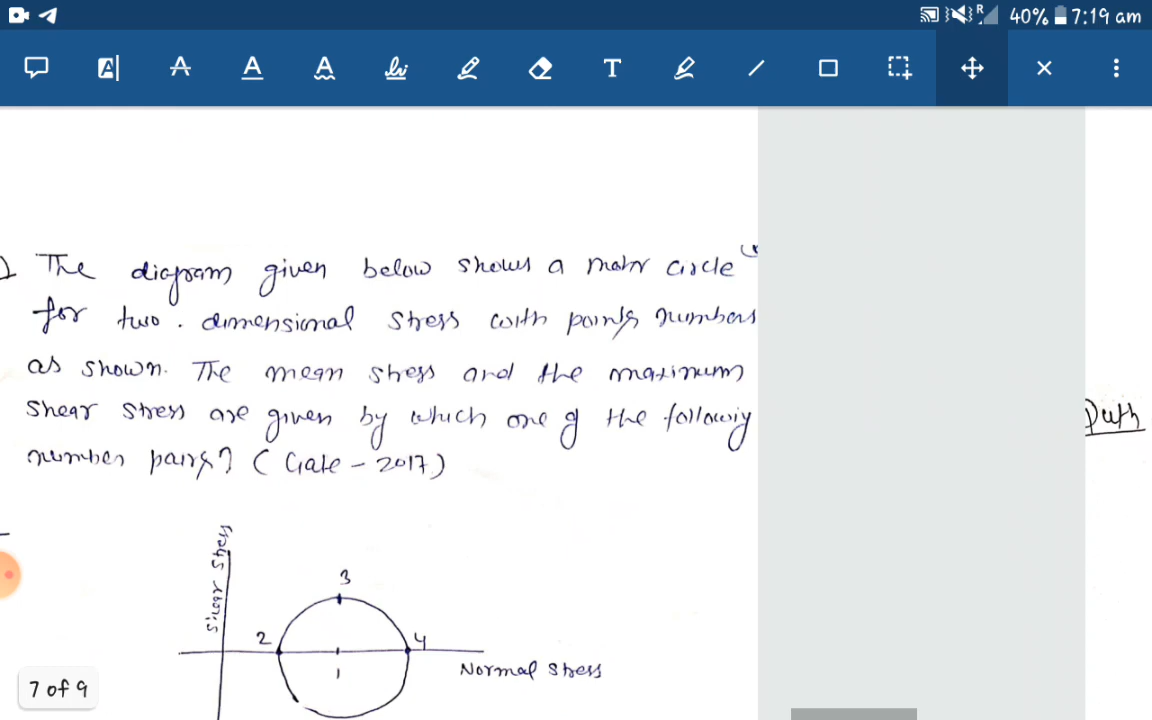 R 40% 7:19 am
A A A A T
The diagram given below shows a mohr circle
for two. dimensional stress with points numbers
as shown. The mean stress and the maximum
shear stress are given by which one of the following
number pairs? (Gate - 2017)
Path
Shear Stress
3
2
4
1
Normal Stress
7 of 9